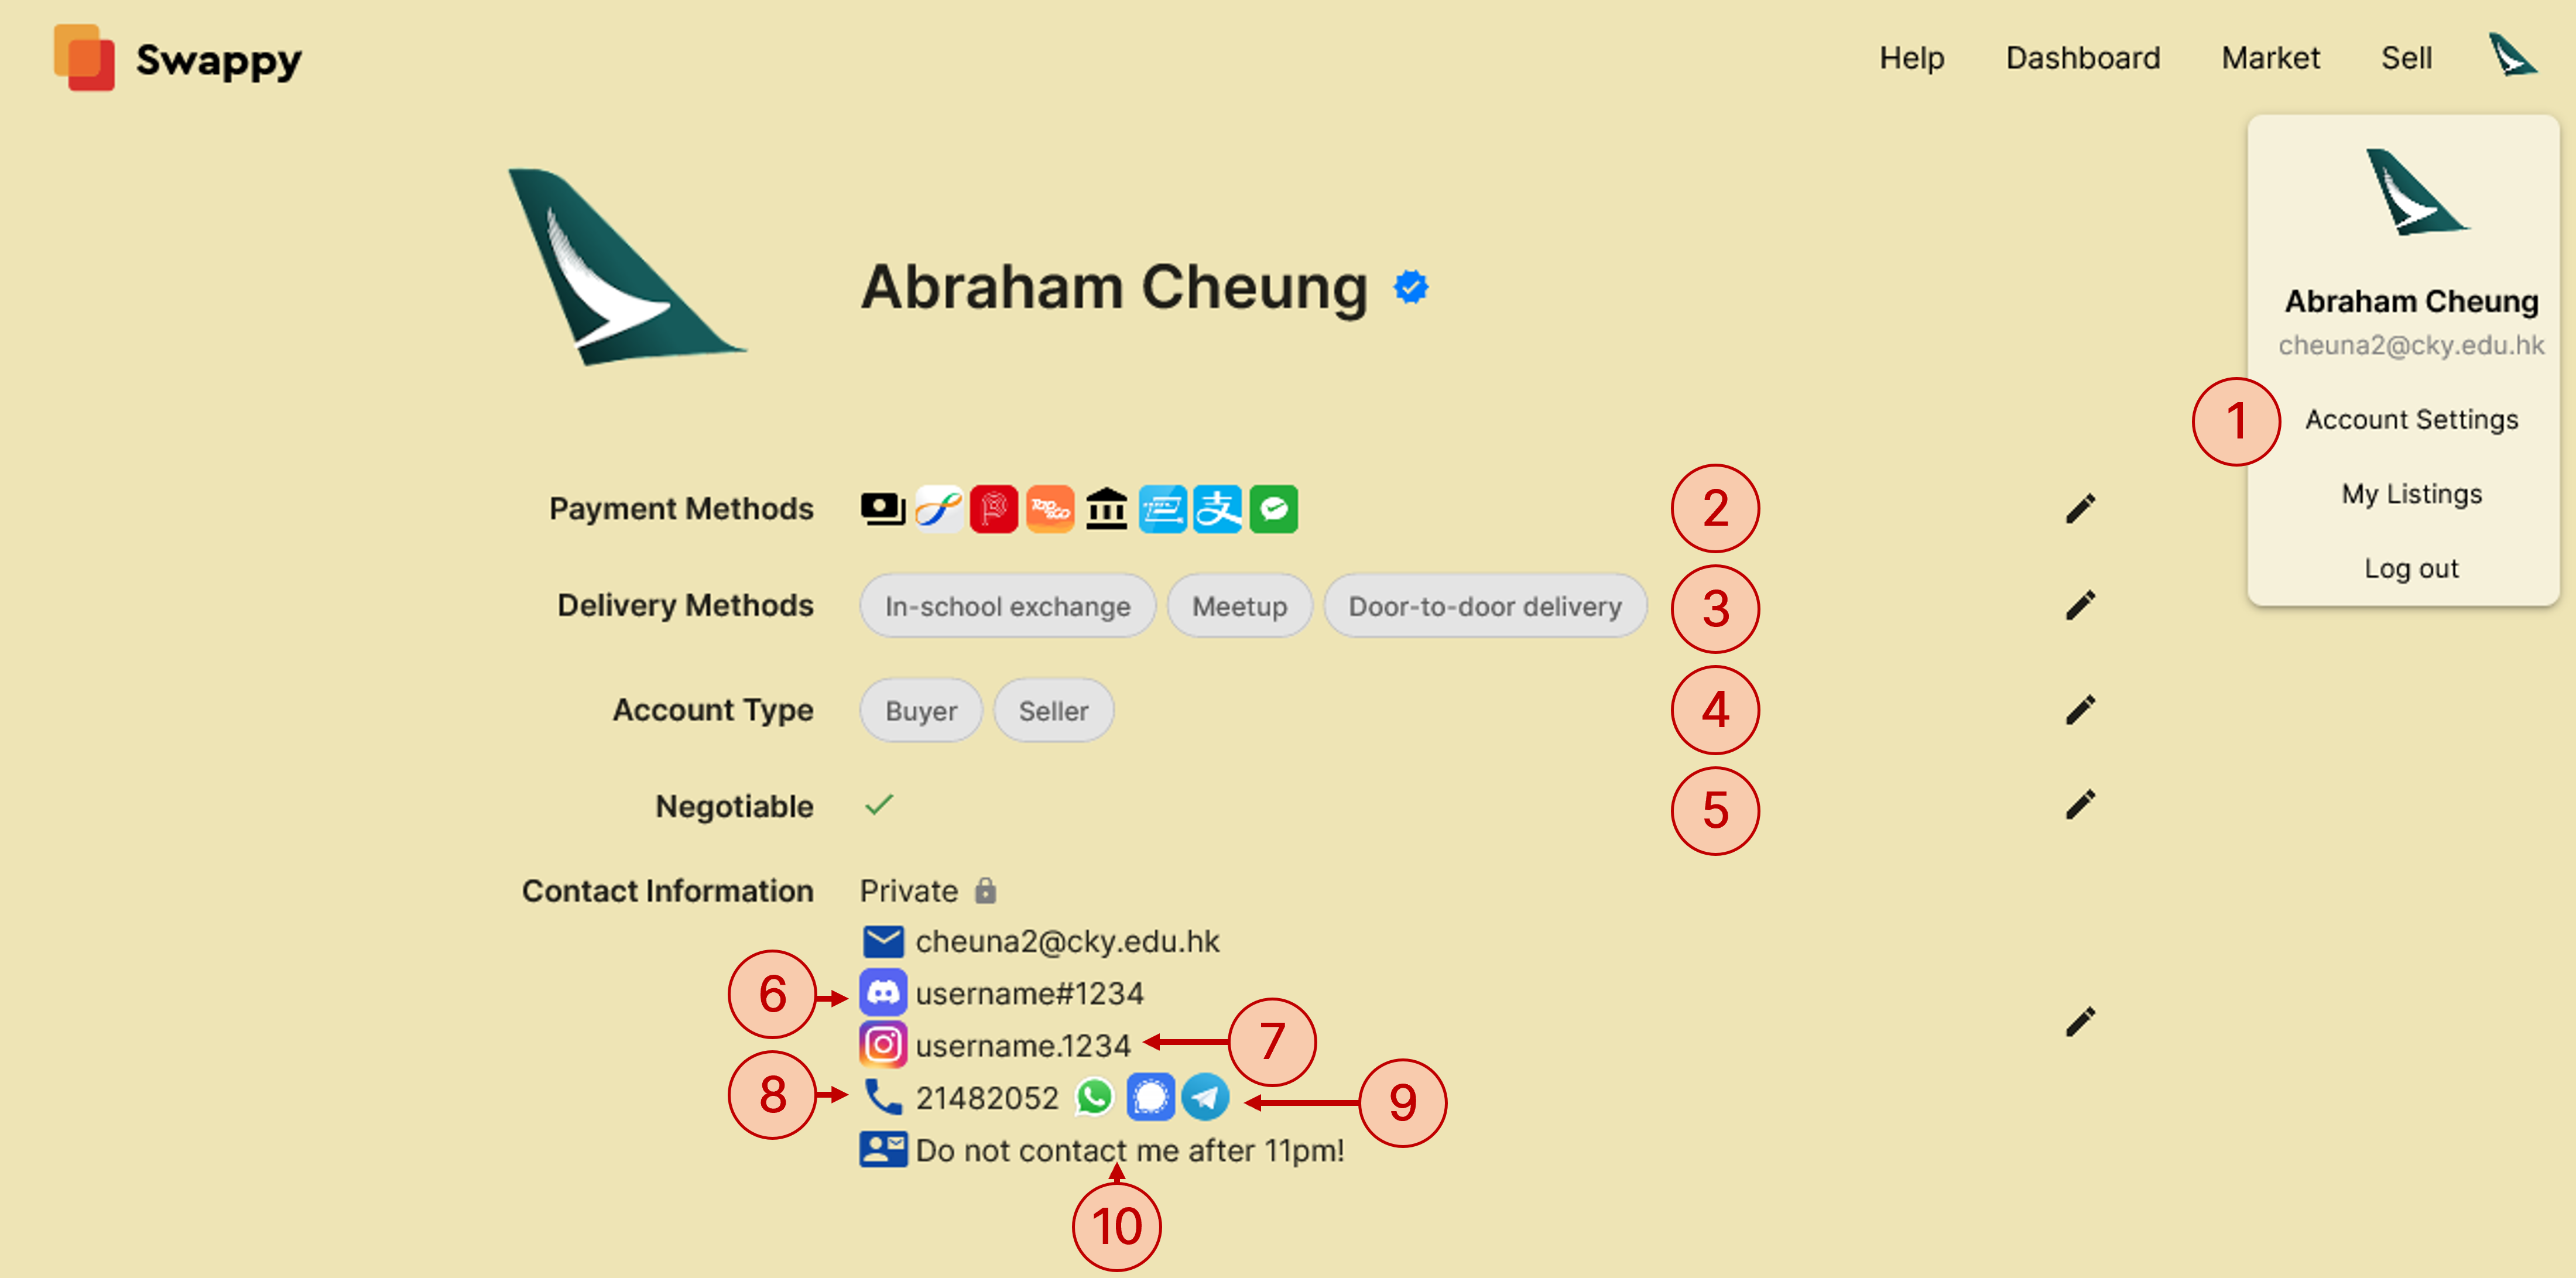 Swappy
Help Dashboard Market Sell
Abraham Cheung
Abraham Cheung
cheuna2@cky.edu.hk
1 Account Settings
My Listings
Log out
Payment Methods 2
Delivery Methods In-school exchange Meetup Door-to-door delivery 3
Account Type Buyer Seller 4
Negotiable 5
Contact Information Private
cheuna2@cky.edu.hk
6 username#1234
username.1234 7
8 21482052 9
Do not contact me after 11pm!
10